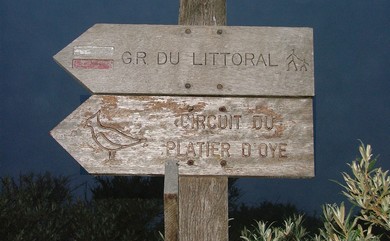 GR DU LITTORAL
CIRCUIT DU
PLATIER D'OYE